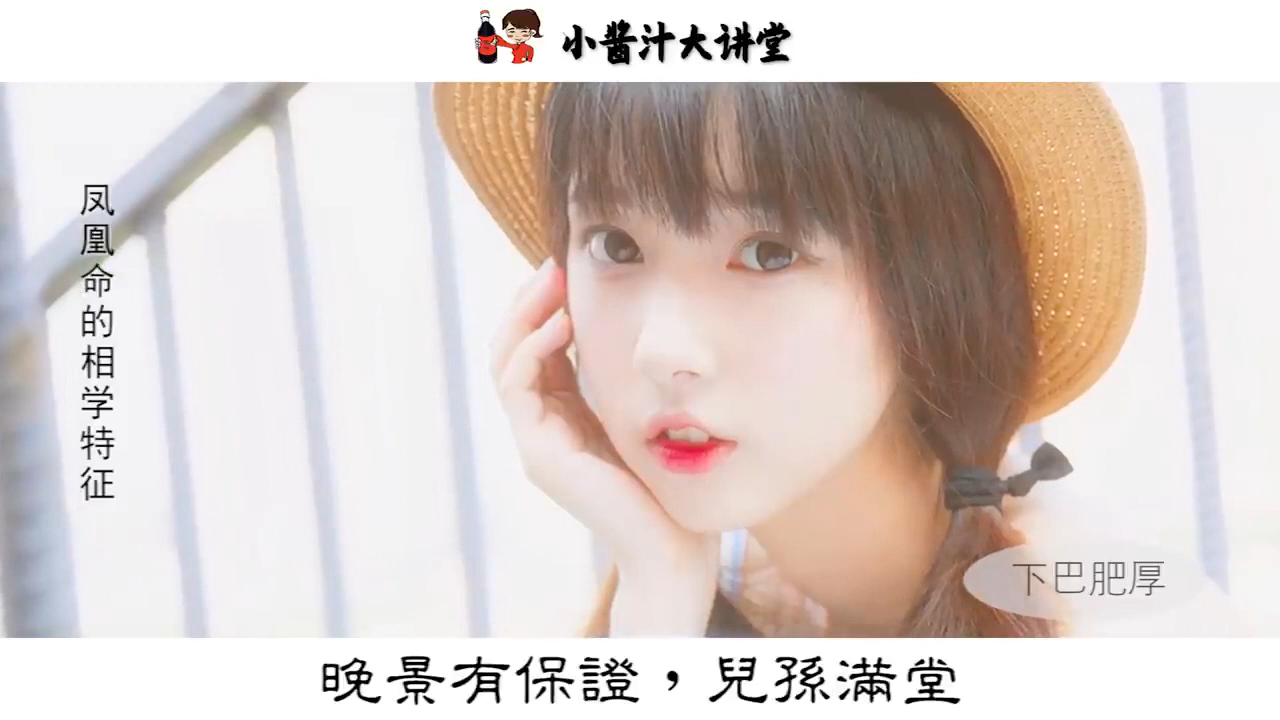 小酱汁大讲堂
凤凰命的相学特征
下巴肥厚
晚景有保證，兒孫滿堂